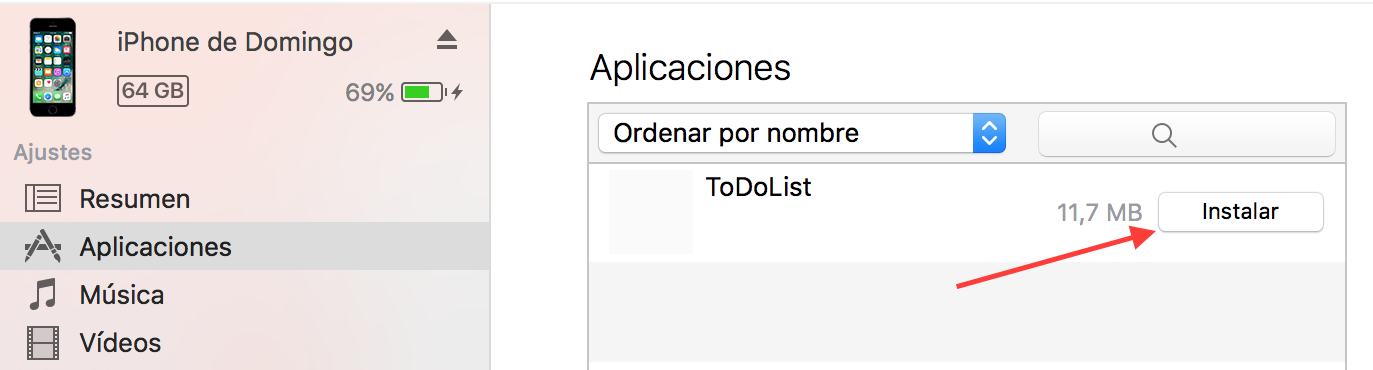 iPhone de Domingo
64 GB
69%
Ajustes
Resumen
Aplicaciones
Música
Vídeos
Aplicaciones
Ordenar por nombre
ToDoList
11,7 MB
Instalar